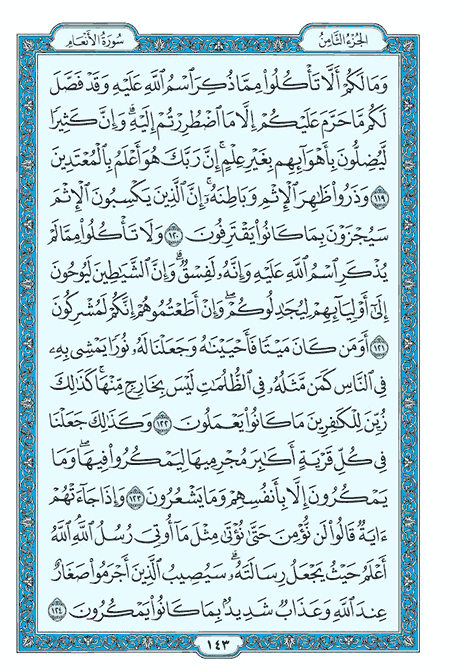 الجُزْءُ الثَّامِنُ
سُورَةُ الأَنْعَامِ
وَمَا لَكُمْ أَلَّا تَأْكُلُوا۟ مِمَّا ذُكِرَ ٱسْمُ ٱللَّهِ عَلَيْهِ وَقَدْ فَصَّلَ
لَكُم مَّا حَرَّمَ عَلَيْكُمْ إِلَّا مَا ٱضْطُرِرْتُمْ إِلَيْهِ ۗ وَإِنَّ كَثِيرًا
لَّيُضِلُّونَ بِأَهْوَآئِهِم بِغَيْرِ عِلْمٍ ۗ إِنَّ رَبَّكَ هُوَ أَعْلَمُ بِٱلْمُعْتَدِينَ
١١٩ وَذَرُوا۟ ظَٰهِرَ ٱلْإِثْمِ وَبَاطِنَهُۥٓ ۚ إِنَّ ٱلَّذِينَ يَكْسِبُونَ ٱلْإِثْمَ
سَيُجْزَوْنَ بِمَا كَانُوا۟ يَقْتَرِفُونَ ١٢٠ وَلَا تَأْكُلُوا۟ مِمَّا لَمْ
يُذْكَرِ ٱسْمُ ٱللَّهِ عَلَيْهِ وَإِنَّهُۥ لَفِسْقٌ ۗ وَإِنَّ ٱلشَّيَٰطِينَ لَيُوحُونَ
إِلَىٰٓ أَوْلِيَآئِهِمْ لِيُجَٰدِلُوكُمْ ۖ وَإِنْ أَطَعْتُمُوهُمْ إِنَّكُمْ لَمُشْرِكُونَ
١٢١ أَوَمَن كَانَ مَيْتًا فَأَحْيَيْنَٰهُ وَجَعَلْنَا لَهُۥ نُورًا يَمْشِى بِهِۦ
فِى ٱلنَّاسِ كَمَن مَّثَلُهُۥ فِى ٱلظُّلُمَٰتِ لَيْسَ بِخَارِجٍ مِّنْهَا ۚ كَذَٰلِكَ
زُيِّنَ لِلْكَٰفِرِينَ مَا كَانُوا۟ يَعْمَلُونَ ١٢٢ وَكَذَٰلِكَ جَعَلْنَا
فِى كُلِّ قَرْيَةٍ أَكَٰبِرَ مُجْرِمِيهَا لِيَمْكُرُوا۟ فِيهَا ۖ وَمَا
يَمْكُرُونَ إِلَّا بِأَنفُسِهِمْ وَمَا يَشْعُرُونَ ١٢٣ وَإِذَا جَآءَتْهُمْ
ءَايَةٌ قَالُوا۟ لَن نُّؤْمِنَ حَتَّىٰ نُؤْتَىٰ مِثْلَ مَآ أُوتِىَ رُسُلُ ٱللَّهِ ۘ ٱللَّهُ
أَعْلَمُ حَيْثُ يَجْعَلُ رِسَالَتَهُۥ ۗ سَيُصِيبُ ٱلَّذِينَ أَجْرَمُوا۟ صَغَارٌ
عِندَ ٱللَّهِ وَعَذَابٌ شَدِيدٌۢ بِمَا كَانُوا۟ يَمْكُرُونَ ١٢٤
١٤٣